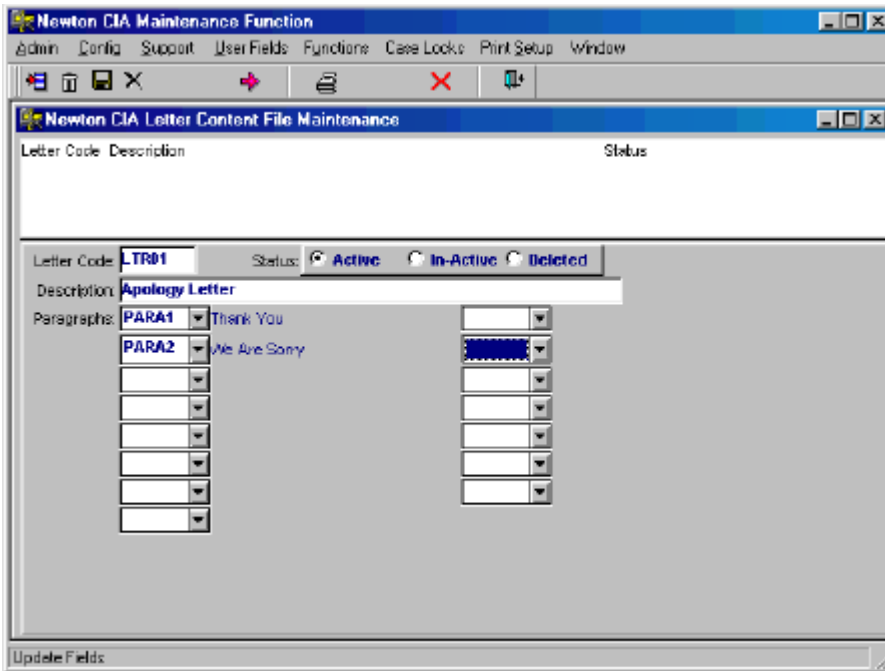 Newton CIA Maintenance Function
Admin Config Support User Fields Functions Case Locks Print Setup Window
Newton CIA Letter Content File Maintenance
Letter Code Description Status
Letter Code: LTR01 Status: Active In-Active Deleted
Description: Apology Letter
Paragraphs: PARA1 Thank You
PARA2 We Are Sorry
Update Fields